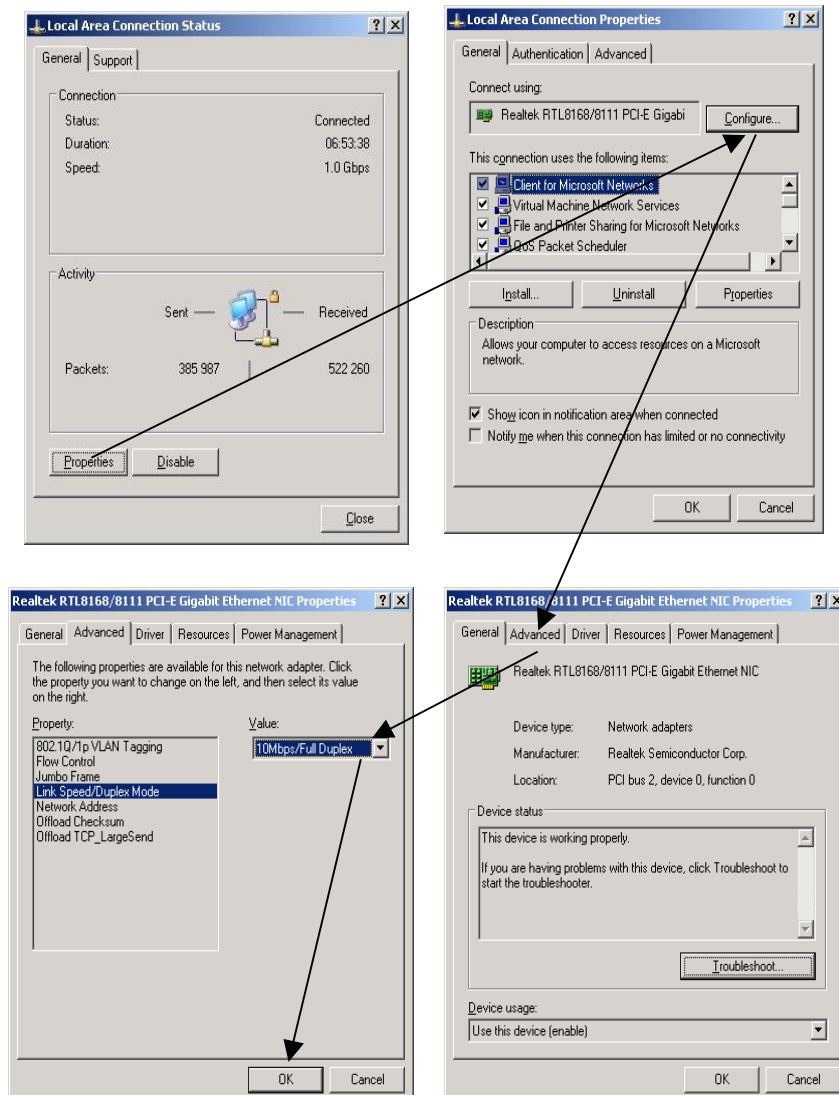 Local Area Connection Status
General Support
Connection
Status: Connected
Duration: 06:53:38
Speed: 1.0 Gbps
Activity
Sent — — Received
Packets: 385 987 522 260
Properties Disable
Close
Local Area Connection Properties
General Authentication Advanced
Connect using:
Realtek RTL8168/8111 PCI-E Gigabi Configure...
This connection uses the following items:
Client for Microsoft Networks
Virtual Machine Network Services
File and Printer Sharing for Microsoft Networks
QoS Packet Scheduler
Install... Uninstall Properties
Description
Allows your computer to access resources on a Microsoft
network.
Show icon in notification area when connected
Notify me when this connection has limited or no connectivity
OK Cancel
Realtek RTL8168/8111 PCI-E Gigabit Ethernet NIC Properties
General Advanced Driver Resources Power Management
The following properties are available for this network adapter. Click
the property you want to change on the left, and then select its value
on the right.
Property: Value:
802.1Q/1p VLAN Tagging
Flow Control
Jumbo Frame
Link Speed/Duplex Mode
Network Address
Offload Checksum
Offload TCP_LargeSend
10Mbps/Full Duplex
OK Cancel
Realtek RTL8168/8111 PCI-E Gigabit Ethernet NIC Properties
General Advanced Driver Resources Power Management
Realtek RTL8168/8111 PCI-E Gigabit Ethernet NIC
Device type: Network adapters
Manufacturer: Realtek Semiconductor Corp.
Location: PCI bus 2, device 0, function 0
Device status
This device is working properly.
If you are having problems with this device, click Troubleshoot to
start the troubleshooter.
Troubleshoot...
Device usage:
Use this device (enable)
OK Cancel